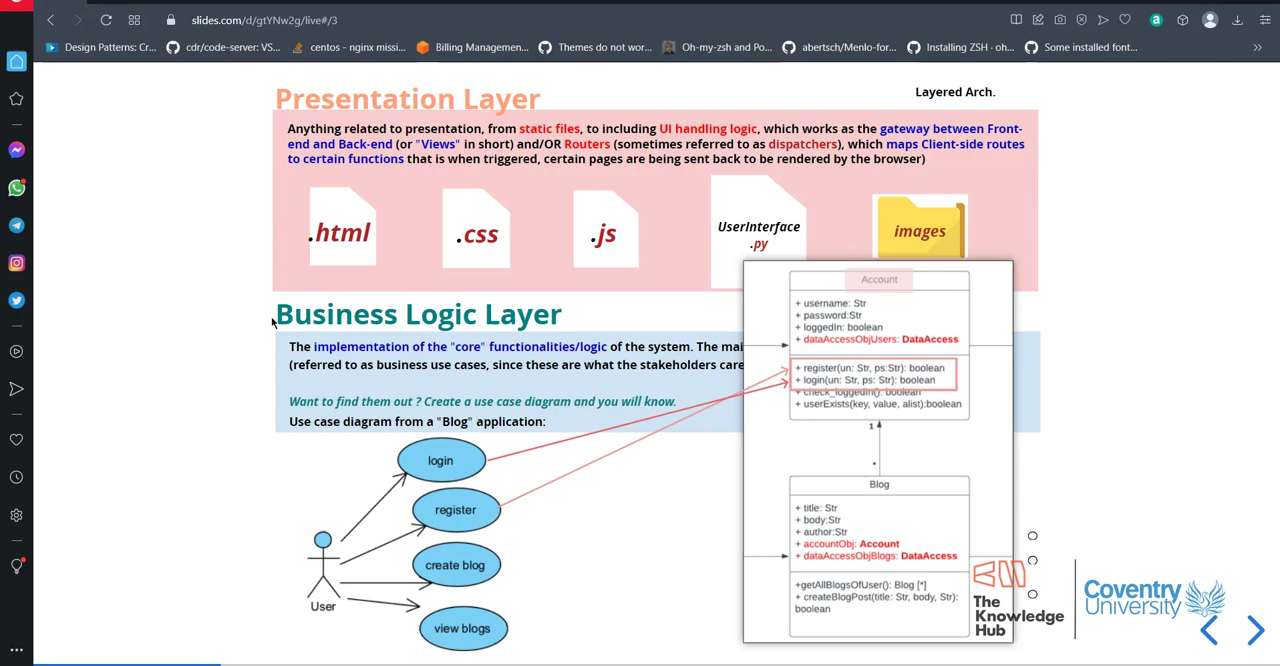 slides.com/d/gtYNw2g/live#/3
Design Patterns: Cr...
cdr/code-server: VS...
centos - nginx missi...
Billing Managemen...
Themes do not wor...
Oh-my-zsh and Po...
abertsch/Menlo-for...
Installing ZSH · oh...
Some installed font...
Presentation Layer
Layered Arch.
Anything related to presentation, from static files, to including UI handling logic, which works as the gateway between Front-
end and Back-end (or "Views" in short) and/OR Routers (sometimes referred to as dispatchers), which maps Client-side routes
to certain functions that is when triggered, certain pages are being sent back to be rendered by the browser)
.html
.css
.js
UserInterface
.py
images
Business Logic Layer
The implementation of the "core" functionalities/logic of the system. The mai
(referred to as business use cases, since these are what the stakeholders care
Want to find them out ? Create a use case diagram and you will know.
Use case diagram from a "Blog" application:
login
register
create blog
view blogs
User
Account
+ username: Str
+ password:Str
+ loggedIn: boolean
+ dataAccessObjUsers: DataAccess
+ register(un: Str, ps:Str): boolean
+ login(un: Str, ps: Str): boolean
+ check_loggedIn(): boolean
+ userExists(key, value, alist):boolean
1
*
Blog
+ title: Str
+ body:Str
+ author:Str
+ accountObj: Account
+ dataAccessObjBlogs: DataAccess
+getAllBlogsOfUser(): Blog [*]
+ createBlogPost(title: Str, body, Str):
boolean
The
Knowledge
Hub
Coventry
University